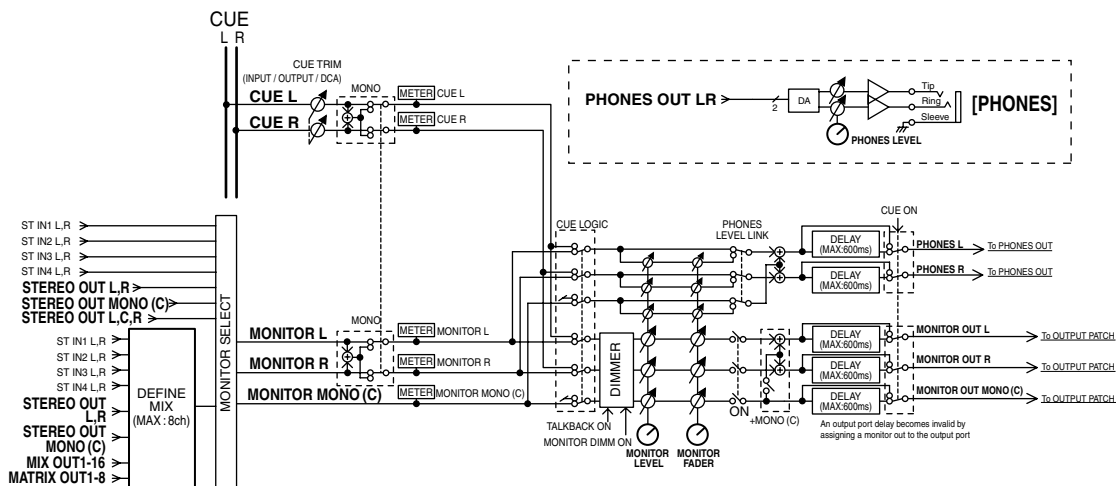 CUE
L R
CUE TRIM
(INPUT / OUTPUT / DCA)
CUE L
CUE R
MONO
METER CUE L
METER CUE R
PHONES OUT LR
2
DA
Tip
Ring
Sleeve
[PHONES]
PHONES LEVEL
ST IN1 L,R
ST IN2 L,R
ST IN3 L,R
ST IN4 L,R
STEREO OUT L,R
STEREO OUT MONO (C)
STEREO OUT L,C,R
ST IN1 L,R
ST IN2 L,R
ST IN3 L,R
ST IN4 L,R
STEREO OUT
L,R
STEREO OUT
MONO (C)
MIX OUT1-16
MATRIX OUT1-8
DEFINE
MIX
(MAX : 8ch)
MONITOR SELECT
MONITOR L
MONITOR R
MONITOR MONO (C)
MONO
METER MONITOR L
METER MONITOR R
METER MONITOR MONO (C)
CUE LOGIC
DIMMER
TALKBACK ON
MONITOR DIMM ON
MONITOR
LEVEL
MONITOR
FADER
PHONES
LEVEL LINK
ON
+MONO (C)
CUE ON
DELAY
(MAX:600ms)
PHONES L
To PHONES OUT
DELAY
(MAX:600ms)
PHONES R
To PHONES OUT
DELAY
(MAX:600ms)
MONITOR OUT L
To OUTPUT PATCH
DELAY
(MAX:600ms)
MONITOR OUT R
To OUTPUT PATCH
DELAY
(MAX:600ms)
MONITOR OUT MONO (C)
To OUTPUT PATCH
An output port delay becomes invalid by
assigning a monitor out to the output port